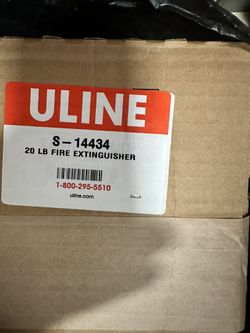 ULINE
S-14434
20 LB FIRE EXTINGUISHER
1-800-295-5510
uline.com